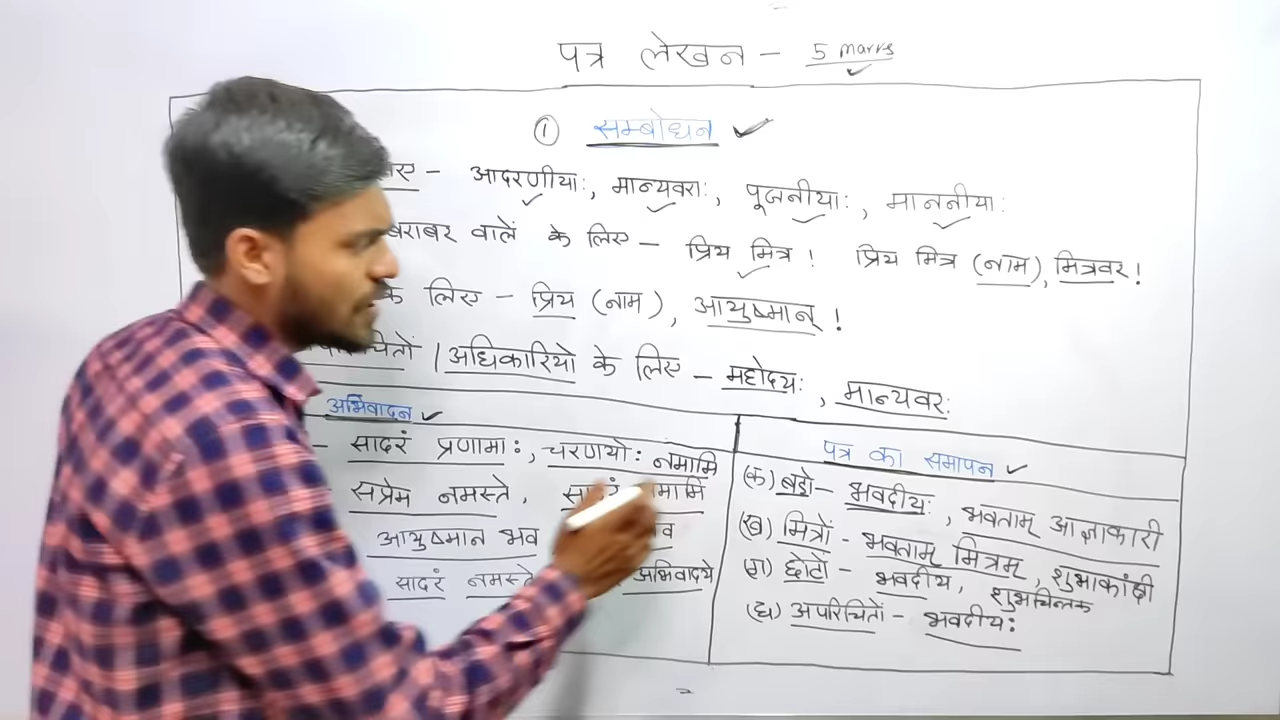 पत्र लेखन – 5 marks
① सम्बोधन
लिए – आदरणीयाः, मान्यवराः, पूजनीयाः, माननीयाः
बराबर वालें के लिए – प्रिय मित्र ! प्रिय मित्र (नाम), मित्रवर !
के लिए – प्रिय (नाम), आयुष्मान् !
/ अधिकारियो के लिए – महोदयः, मान्यवरः
अभिवादन
– सादरं प्रणामाः, चरणयोः नमामि
सप्रेम नमस्ते, सादरं नमामि
आयुष्मान भव
सादरं नमस्ते अभिवादये
पत्र का समापन
(क) बड़ो – भवदीयः, भवताम् आज्ञाकारी
(ख) मित्रों - भवताम् मित्रम्, शुभाकांक्षी
(ग) छोटों – भवदीय, शुभचिन्तक
(घ) अपरिचितों – भवदीयः